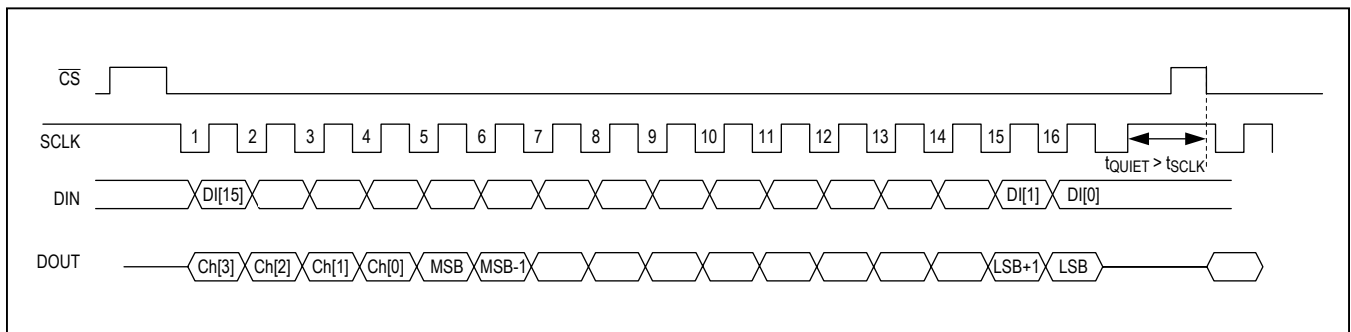 CS
SCLK
1 2 3 4 5 6 7 8 9 10 11 12 13 14 15 16
tQUIET > tSCLK
DIN
DI[15] DI[1] DI[0]
DOUT
Ch[3] Ch[2] Ch[1] Ch[0] MSB MSB-1 LSB+1 LSB